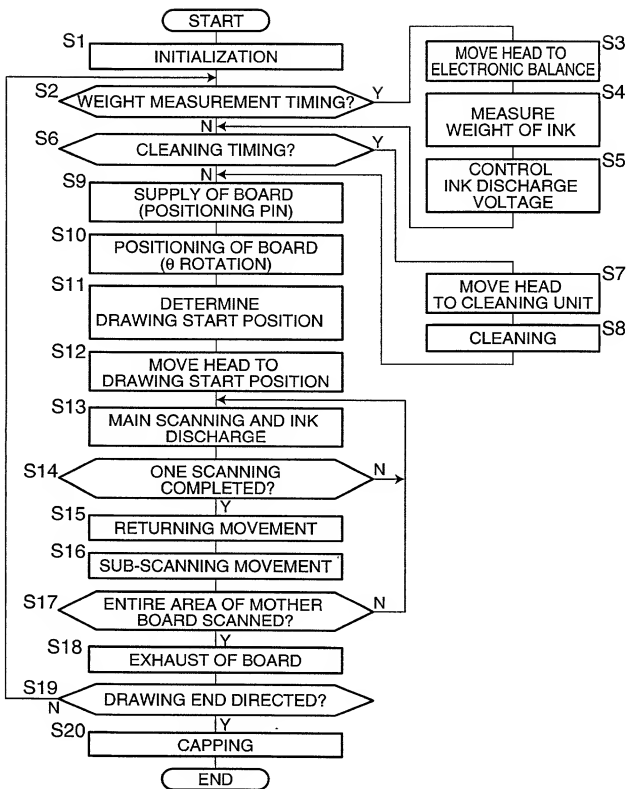 START
S1
INITIALIZATION
S2
WEIGHT MEASUREMENT TIMING?
Y
N
S3
MOVE HEAD TO
ELECTRONIC BALANCE
S4
MEASURE
WEIGHT OF INK
S5
CONTROL
INK DISCHARGE
VOLTAGE
S6
CLEANING TIMING?
Y
N
S7
MOVE HEAD
TO CLEANING UNIT
S8
CLEANING
S9
SUPPLY OF BOARD
(POSITIONING PIN)
S10
POSITIONING OF BOARD
(θ ROTATION)
S11
DETERMINE
DRAWING START POSITION
S12
MOVE HEAD TO
DRAWING START POSITION
S13
MAIN SCANNING AND INK
DISCHARGE
S14
ONE SCANNING
COMPLETED?
N
Y
S15
RETURNING MOVEMENT
S16
SUB-SCANNING MOVEMENT
S17
ENTIRE AREA OF MOTHER
BOARD SCANNED?
N
Y
S18
EXHAUST OF BOARD
S19
DRAWING END DIRECTED?
N
Y
S20
CAPPING
END